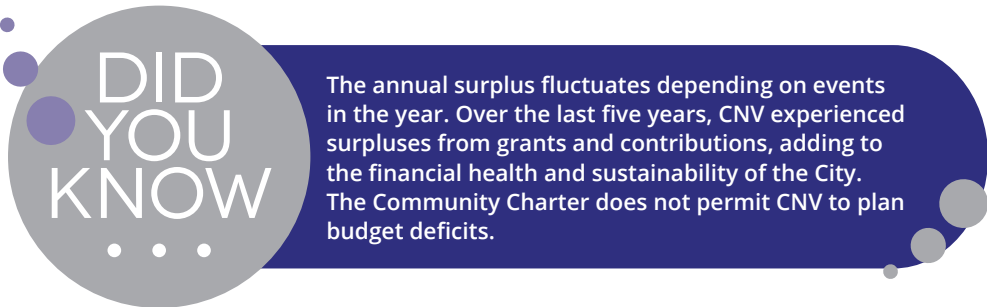 DID
YOU
KNOW
The annual surplus fluctuates depending on events
in the year. Over the last five years, CNV experienced
surpluses from grants and contributions, adding to
the financial health and sustainability of the City.
The Community Charter does not permit CNV to plan
budget deficits.